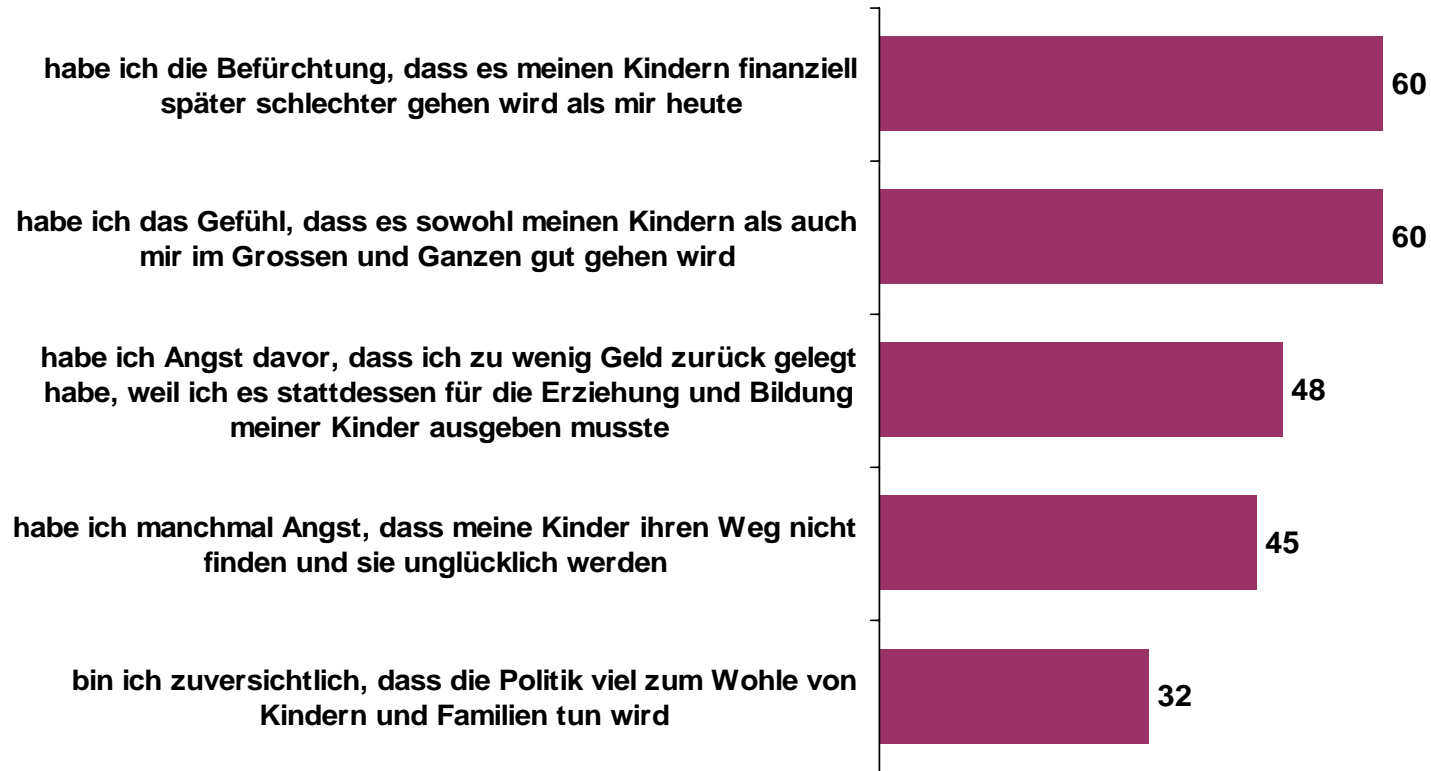 habe ich die Befürchtung, dass es meinen Kindern finanziell
später schlechter gehen wird als mir heute
60
habe ich das Gefühl, dass es sowohl meinen Kindern als auch
mir im Grossen und Ganzen gut gehen wird
60
habe ich Angst davor, dass ich zu wenig Geld zurück gelegt
habe, weil ich es stattdessen für die Erziehung und Bildung
meiner Kinder ausgeben musste
48
habe ich manchmal Angst, dass meine Kinder ihren Weg nicht
finden und sie unglücklich werden
45
bin ich zuversichtlich, dass die Politik viel zum Wohle von
Kindern und Familien tun wird
32